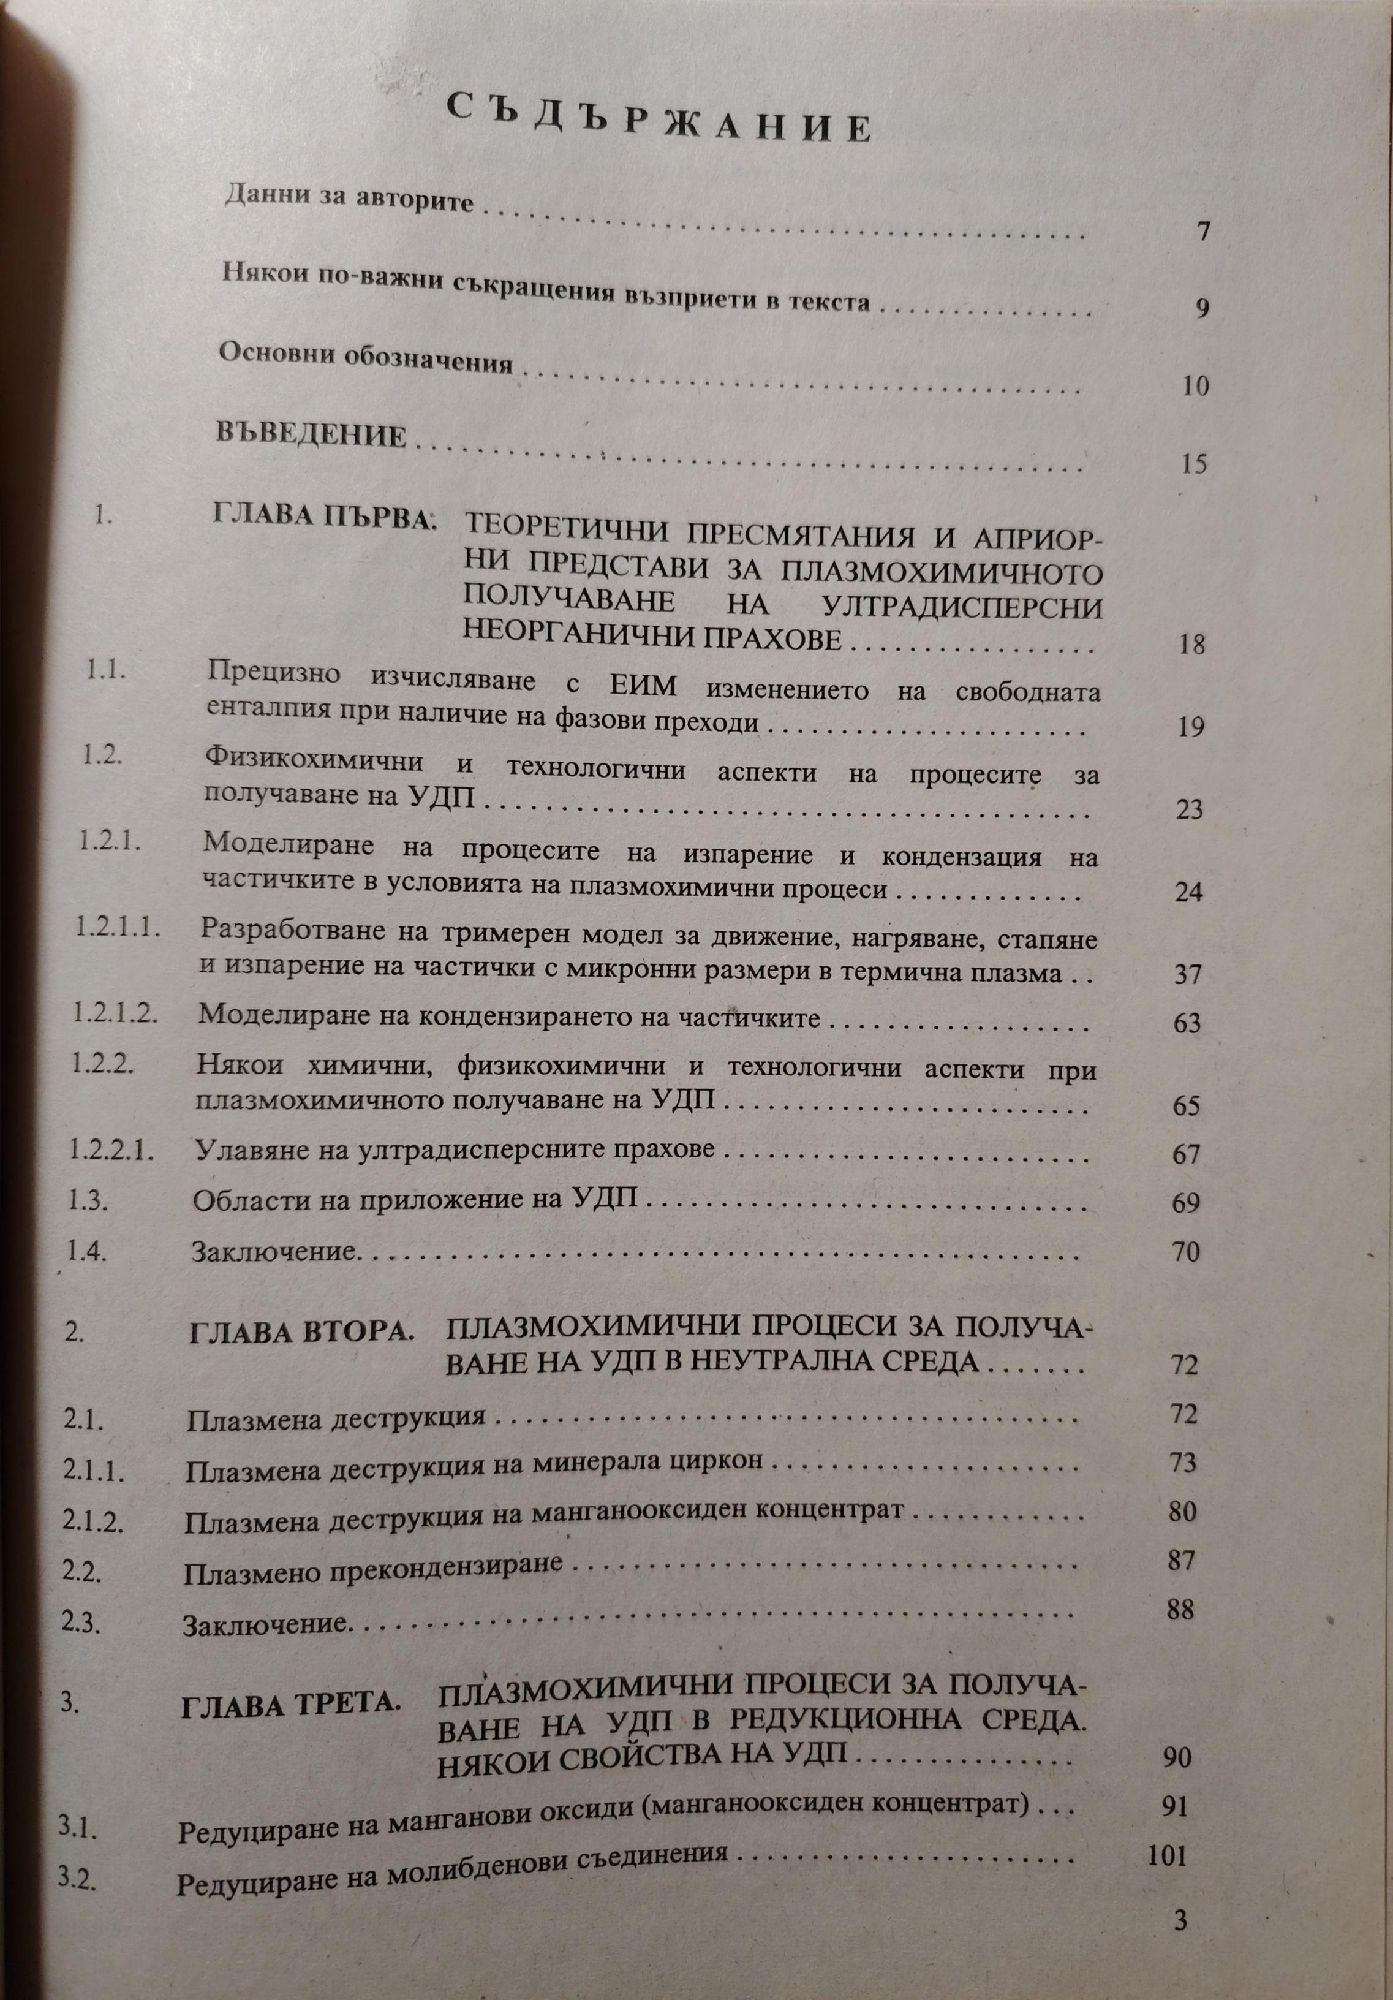 СЪДЪРЖАНИЕ
Данни за авторите . . . . . . . . . . . . . . . . . . . . 7
Някои по-важни съкращения възприети в текста . . . . . . . . . . 9
Основни обозначения . . . . . . . . . . . . . . . . . . . . 10
ВЪВЕДЕНИЕ . . . . . . . . . . . . . . . . . . . . 15
1. ГЛАВА ПЪРВА. ТЕОРЕТИЧНИ ПРЕСМЯТАНИЯ И АПРИОР-
НИ ПРЕДСТАВИ ЗА ПЛАЗМОХИМИЧНОТО
ПОЛУЧАВАНЕ НА УЛТРАДИСПЕРСНИ
НЕОРГАНИЧНИ ПРАХОВЕ . . . . . . . . . . 18
1.1. Прецизно изчисляване с ЕИМ изменението на свободната
енталпия при наличие на фазови преходи . . . . . . . . . . 19
1.2. Физикохимични и технологични аспекти на процесите за
получаване на УДП . . . . . . . . . . 23
1.2.1. Моделиране на процесите на изпарение и кондензация на
частичките в условията на плазмохимични процеси . . . . . . . . . . 24
1.2.1.1. Разработване на тримерен модел за движение, нагряване, стапяне
и изпарение на частички с микронни размери в термична плазма . . 37
1.2.1.2. Моделиране на кондензирането на частичките . . . . . . . . . . 63
1.2.2. Някои химични, физикохимични и технологични аспекти при
плазмохимичното получаване на УДП . . . . . . . . . . 65
1.2.2.1. Улавяне на ултрадисперсните прахове . . . . . . . . . . 67
1.3. Области на приложение на УДП . . . . . . . . . . 69
1.4. Заключение. . . . . . . . . . . 70
2. ГЛАВА ВТОРА. ПЛАЗМОХИМИЧНИ ПРОЦЕСИ ЗА ПОЛУЧА-
ВАНЕ НА УДП В НЕУТРАЛНА СРЕДА . . . . . . . 72
2.1. Плазмена деструкция . . . . . . . . . . 72
2.1.1. Плазмена деструкция на минерала циркон . . . . . . . . . . 73
2.1.2. Плазмена деструкция на манганооксиден концентрат . . . . . . . . . . 80
2.2. Плазмено прекондензиране . . . . . . . . . . 87
2.3. Заключение. . . . . . . . . . . 88
3. ГЛАВА ТРЕТА. ПЛАЗМОХИМИЧНИ ПРОЦЕСИ ЗА ПОЛУЧА-
ВАНЕ НА УДП В РЕДУКЦИОННА СРЕДА.
НЯКОИ СВОЙСТВА НА УДП . . . . . . . . . . 90
3.1. Редуциране на манганови оксиди (манганооксиден концентрат) . . . 91
3.2. Редуциране на молибденови съединения . . . . . . . . . . 101
3